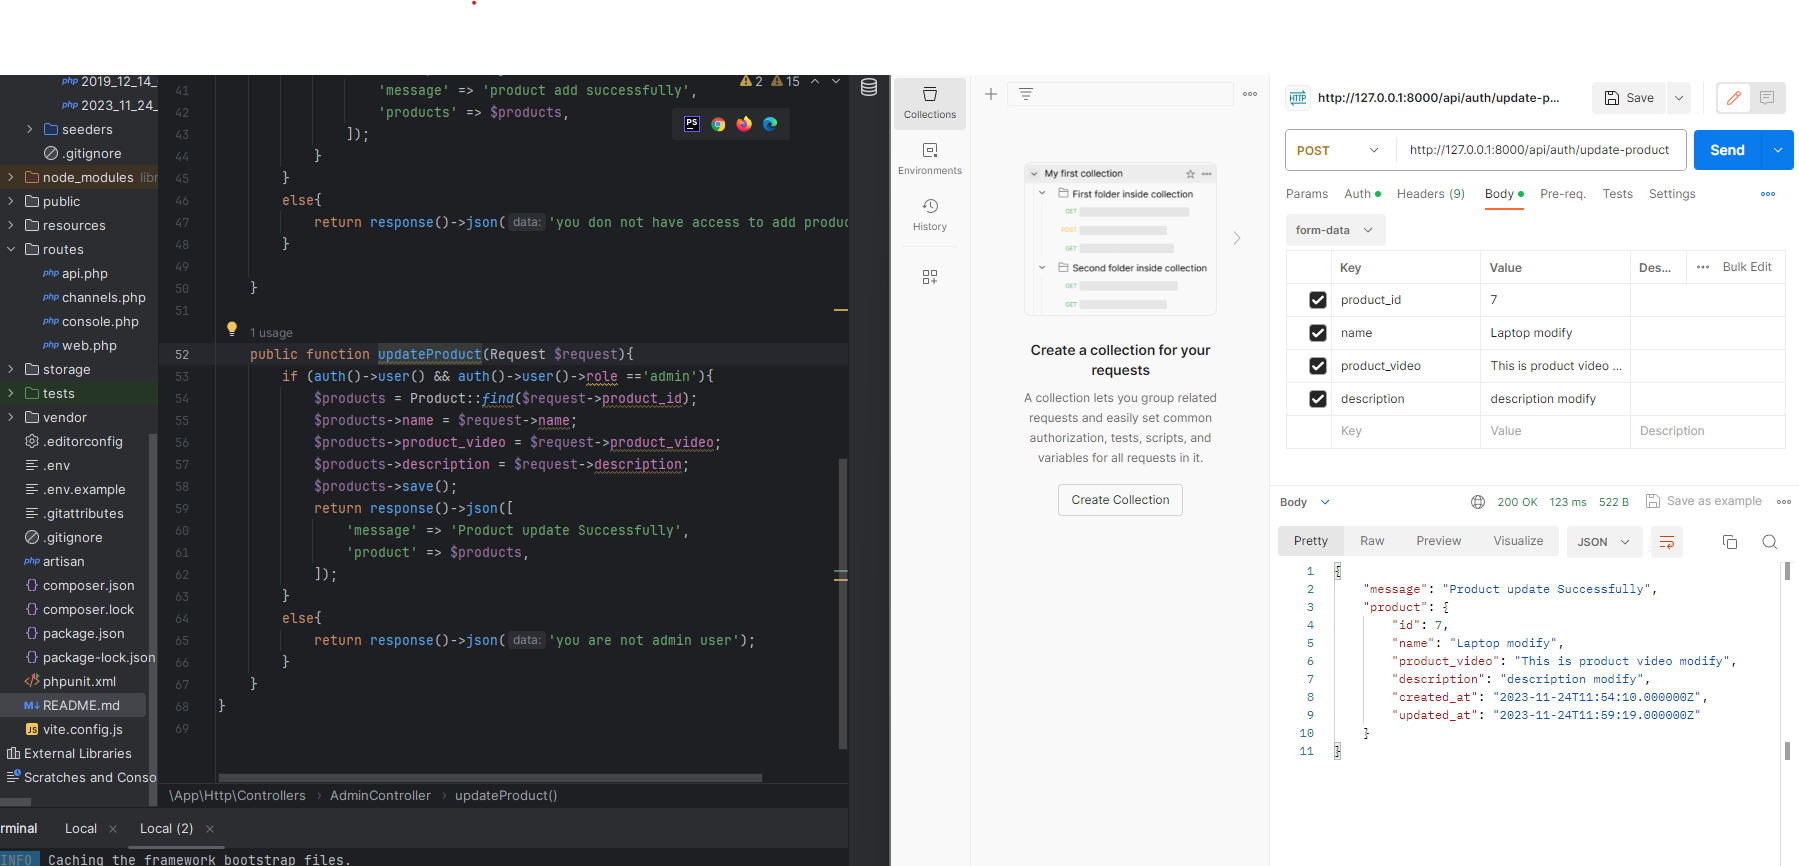 php 2019_12_14_
php 2023_11_24_
seeders
.gitignore
node_modules libr
public
resources
routes
php api.php
php channels.php
php console.php
php web.php
storage
tests
vendor
.editorconfig
.env
.env.example
.gitattributes
.gitignore
php artisan
{} composer.json
{} composer.lock
{} package.json
{} package-lock.json
</> phpunit.xml
M↓ README.md
JS vite.config.js
External Libraries
Scratches and Conso
2 15
41 'message' => 'product add successfully',
42 'products' => $products,
43 ]);
44 }
45 }
46 else{
47 return response()->json( data: 'you don not have access to add produc
48 }
49
50 }
51
1 usage
52 public function updateProduct(Request $request){
53 if (auth()->user() && auth()->user()->role =='admin'){
54 $products = Product::find($request->product_id);
55 $products->name = $request->name;
56 $products->product_video = $request->product_video;
57 $products->description = $request->description;
58 $products->save();
59 return response()->json([
60 'message' => 'Product update Successfully',
61 'product' => $products,
62 ]);
63 }
64 else{
65 return response()->json( data: 'you are not admin user');
66 }
67 }
68 }
69
PS
\App\Http\Controllers › AdminController › updateProduct()
rminal Local × Local (2) ×
INFO Caching the framework bootstrap files.
Collections
Environments
History
My first collection
First folder inside collection
GET
POST
GET
Second folder inside collection
GET
GET
Create a collection for your
requests
A collection lets you group related
requests and easily set common
authorization, tests, scripts, and
variables for all requests in it.
Create Collection
HTTP http://127.0.0.1:8000/api/auth/update-p... Save
POST http://127.0.0.1:8000/api/auth/update-product Send
Params Auth Headers (9) Body Pre-req. Tests Settings
form-data
Key Value Des... Bulk Edit
product_id 7
name Laptop modify
product_video This is product video ...
description description modify
Key Value Description
Body 200 OK 123 ms 522 B Save as example
Pretty Raw Preview Visualize JSON
1 {
2 "message": "Product update Successfully",
3 "product": {
4 "id": 7,
5 "name": "Laptop modify",
6 "product_video": "This is product video modify",
7 "description": "description modify",
8 "created_at": "2023-11-24T11:54:10.000000Z",
9 "updated_at": "2023-11-24T11:59:19.000000Z"
10 }
11 }